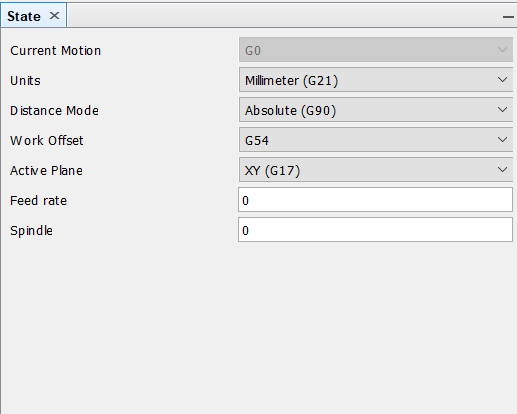 State
Current Motion G0
Units Millimeter (G21)
Distance Mode Absolute (G90)
Work Offset G54
Active Plane XY (G17)
Feed rate 0
Spindle 0